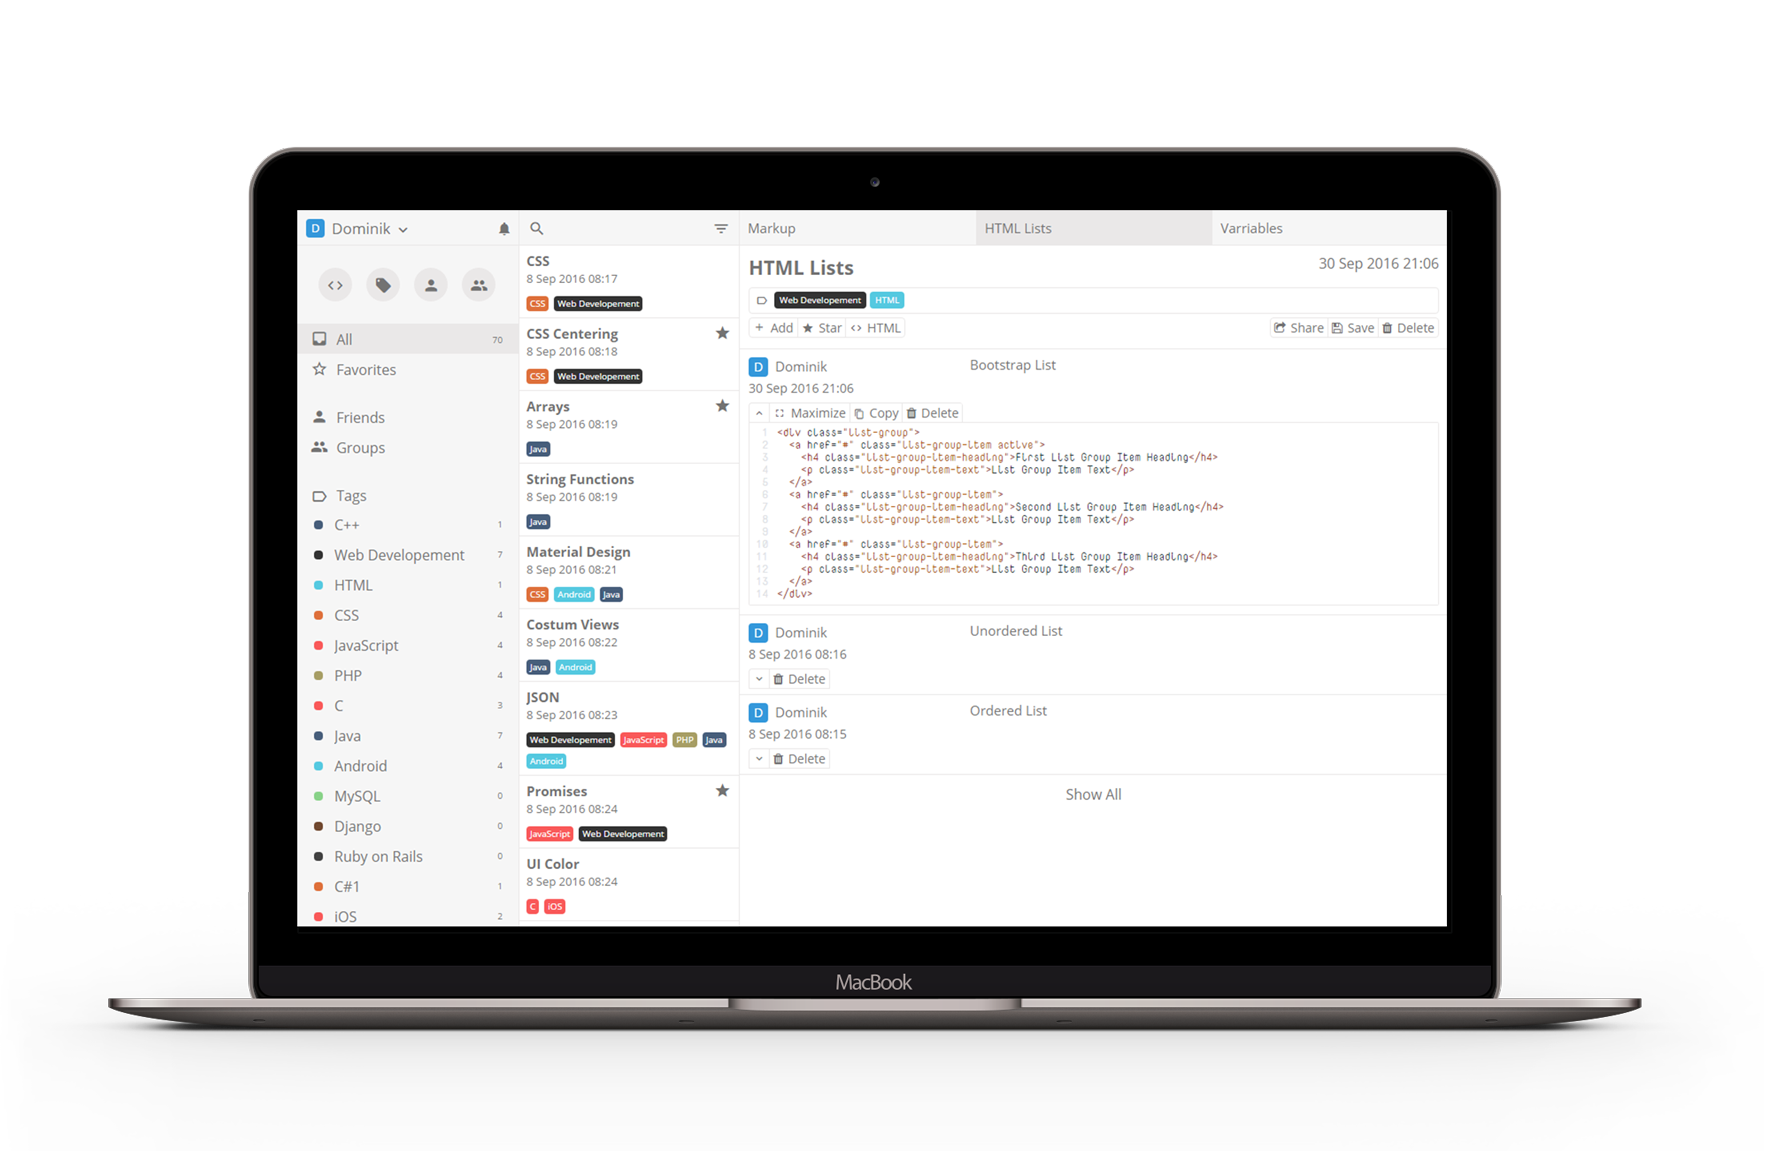 D Dominik
All 70
Favorites
Friends
Groups
Tags
C++ 1
Web Developement 7
HTML 1
CSS 4
JavaScript 4
PHP 4
C 3
Java 7
Android 4
MySQL 0
Django 0
Ruby on Rails 0
C#1 1
iOS 2
CSS
8 Sep 2016 08:17
CSS Web Developement
CSS Centering
8 Sep 2016 08:18
CSS Web Developement
Arrays
8 Sep 2016 08:19
Java
String Functions
8 Sep 2016 08:19
Java
Material Design
8 Sep 2016 08:21
CSS Android Java
Costum Views
8 Sep 2016 08:22
Java Android
JSON
8 Sep 2016 08:23
Web Developement JavaScript PHP Java
Android
Promises
8 Sep 2016 08:24
JavaScript Web Developement
UI Color
8 Sep 2016 08:24
C iOS
Markup HTML Lists Varriables
HTML Lists 30 Sep 2016 21:06
Web Developement HTML
+ Add Star <> HTML Share Save Delete
D Dominik Bootstrap List
30 Sep 2016 21:06
Maximize Copy Delete
1 <div class="list-group">
2 <a href="#" class="list-group-item active">
3 <h4 class="list-group-item-heading">First List Group Item Heading</h4>
4 <p class="list-group-item-text">List Group Item Text</p>
5 </a>
6 <a href="#" class="list-group-item">
7 <h4 class="list-group-item-heading">Second List Group Item Heading</h4>
8 <p class="list-group-item-text">List Group Item Text</p>
9 </a>
10 <a href="#" class="list-group-item">
11 <h4 class="list-group-item-heading">Third List Group Item Heading</h4>
12 <p class="list-group-item-text">List Group Item Text</p>
13 </a>
14 </div>
D Dominik Unordered List
8 Sep 2016 08:16
Delete
D Dominik Ordered List
8 Sep 2016 08:15
Delete
Show All
MacBook